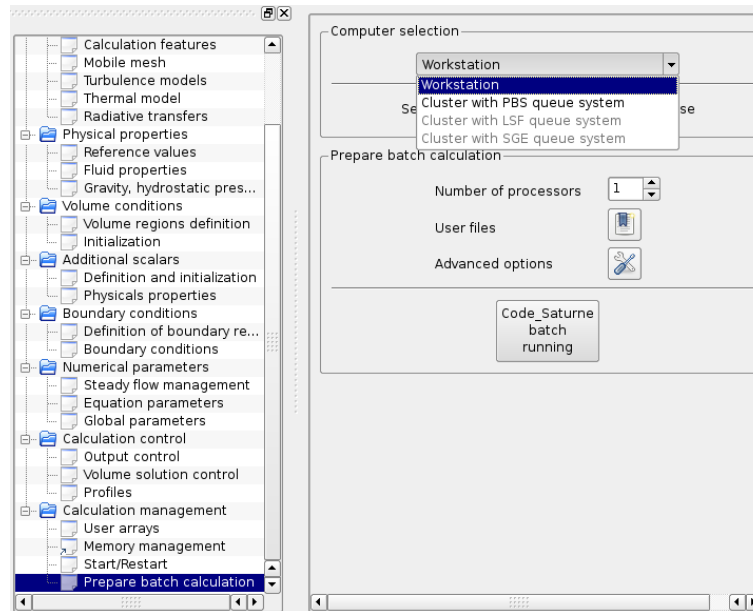 Calculation features
Mobile mesh
Turbulence models
Thermal model
Radiative transfers
Physical properties
Reference values
Fluid properties
Gravity, hydrostatic pres...
Volume conditions
Volume regions definition
Initialization
Additional scalars
Definition and initialization
Physicals properties
Boundary conditions
Definition of boundary re...
Boundary conditions
Numerical parameters
Steady flow management
Equation parameters
Global parameters
Calculation control
Output control
Volume solution control
Profiles
Calculation management
User arrays
Memory management
Start/Restart
Prepare batch calculation
Computer selection
Workstation
Workstation
Cluster with PBS queue system
Cluster with LSF queue system
Cluster with SGE queue system
Se
se
Prepare batch calculation
Number of processors
1
User files
Advanced options
Code_Saturne
batch
running